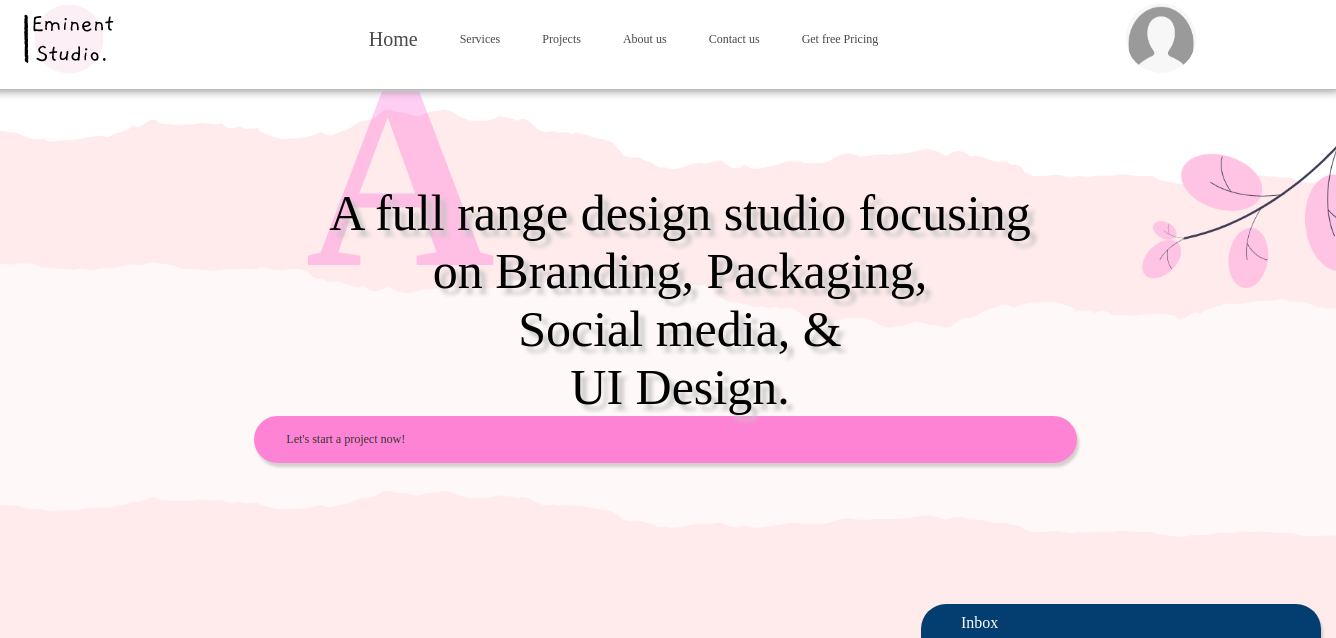 Eminent
Studio.
Home Services Projects About us Contact us Get free Pricing
A
A full range design studio focusing
on Branding, Packaging,
Social media, &
UI Design.
Let's start a project now!
Inbox